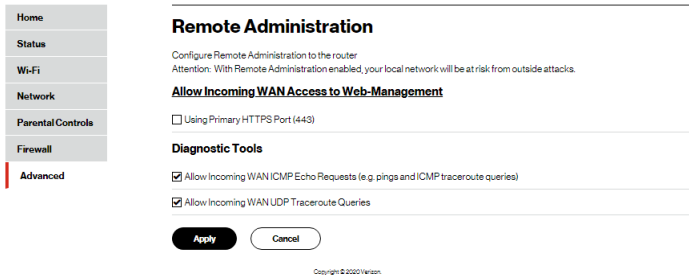 Home
Status
Wi-Fi
Network
Parental Controls
Firewall
Advanced
Remote Administration
Configure Remote Administration to the router
Attention: With Remote Administration enabled, your local network will be at risk from outside attacks.
Allow Incoming WAN Access to Web-Management
Using Primary HTTPS Port (443)
Diagnostic Tools
Allow Incoming WAN ICMP Echo Requests (e.g. pings and ICMP traceroute queries)
Allow Incoming WAN UDP Traceroute Queries
Apply
Cancel
Copyright © 2020 Verizon.